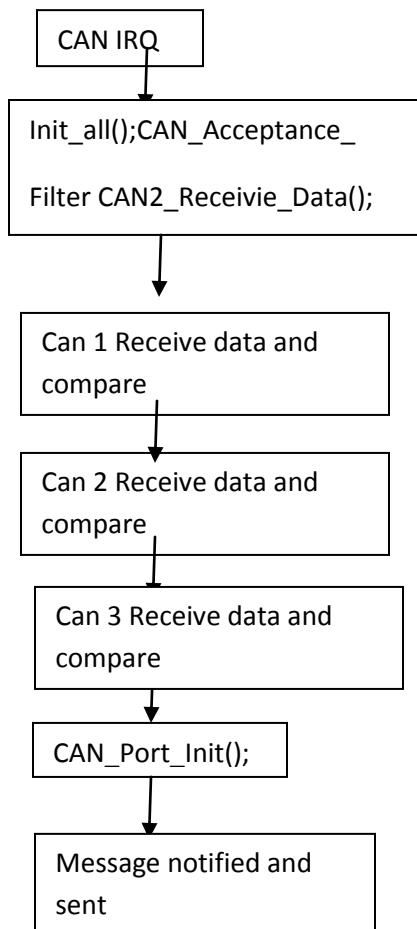 CAN IRQ
Init_all();CAN_Acceptance_
Filter CAN2_Receivie_Data();
Can 1 Receive data and
compare
Can 2 Receive data and
compare
Can 3 Receive data and
compare
CAN_Port_Init();
Message notified and
sent